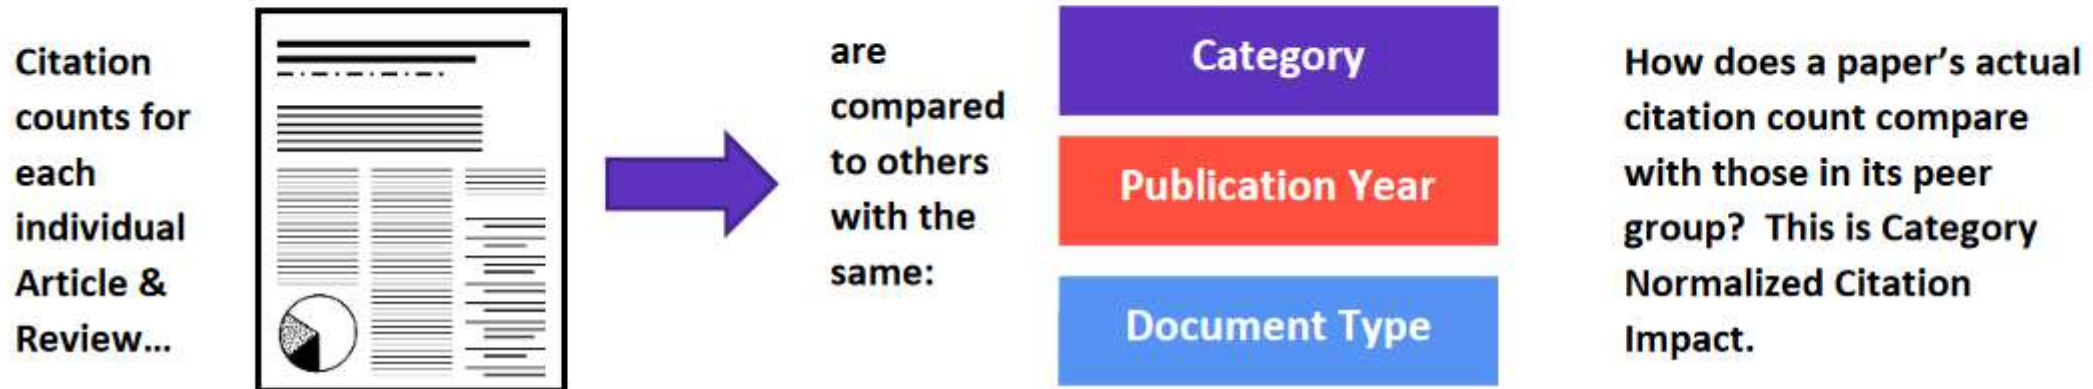 Citation
counts for
each
individual
Article &
Review...
are
compared
to others
with the
same:
Category
Publication Year
Document Type
How does a paper’s actual
citation count compare
with those in its peer
group?  This is Category
Normalized Citation
Impact.